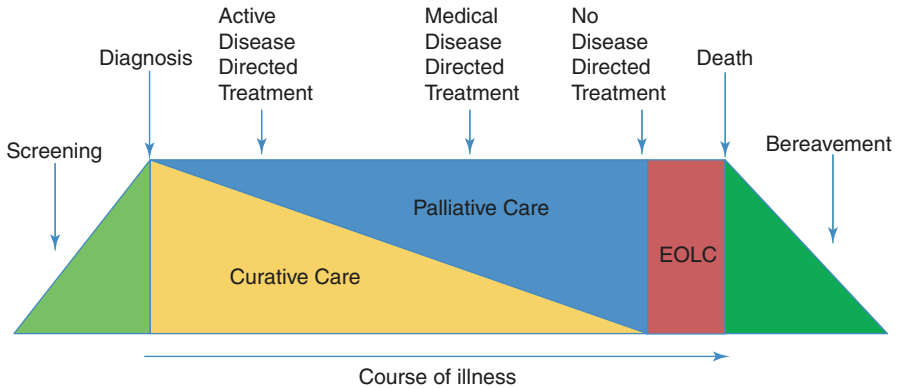 Screening
Diagnosis
Active
Disease
Directed
Treatment
Medical
Disease
Directed
Treatment
No
Disease
Directed
Treatment
Death
Bereavement
Palliative Care
Curative Care
EOLC
Course of illness